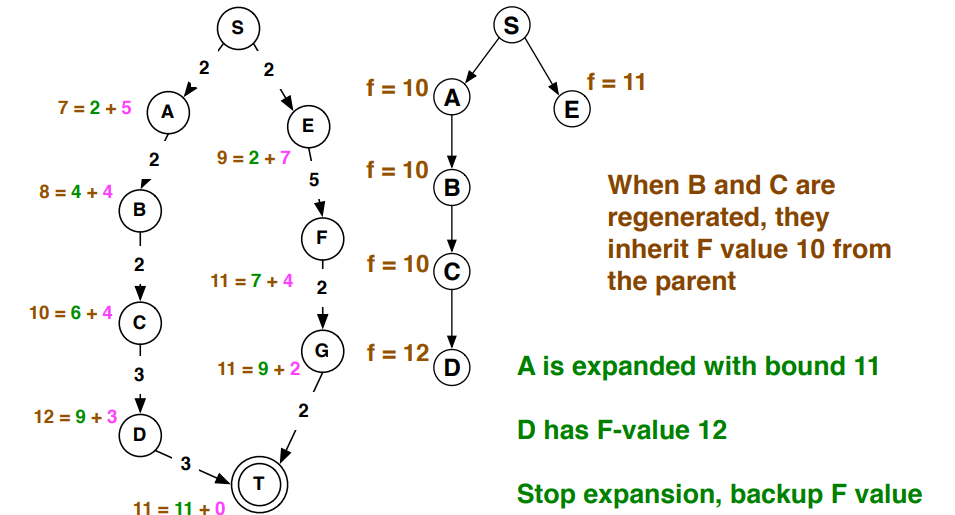 S
2
2
7 = 2 + 5
A
E
9 = 2 + 7
2
5
8 = 4 + 4
B
F
2
11 = 7 + 4
2
10 = 6 + 4
C
G
11 = 9 + 2
3
2
12 = 9 + 3
D
3
T
11 = 11 + 0
S
f = 10
A
f = 11
E
f = 10
B
f = 10
C
f = 12
D
When B and C are
regenerated, they
inherit F value 10 from
the parent
A is expanded with bound 11
D has F-value 12
Stop expansion, backup F value